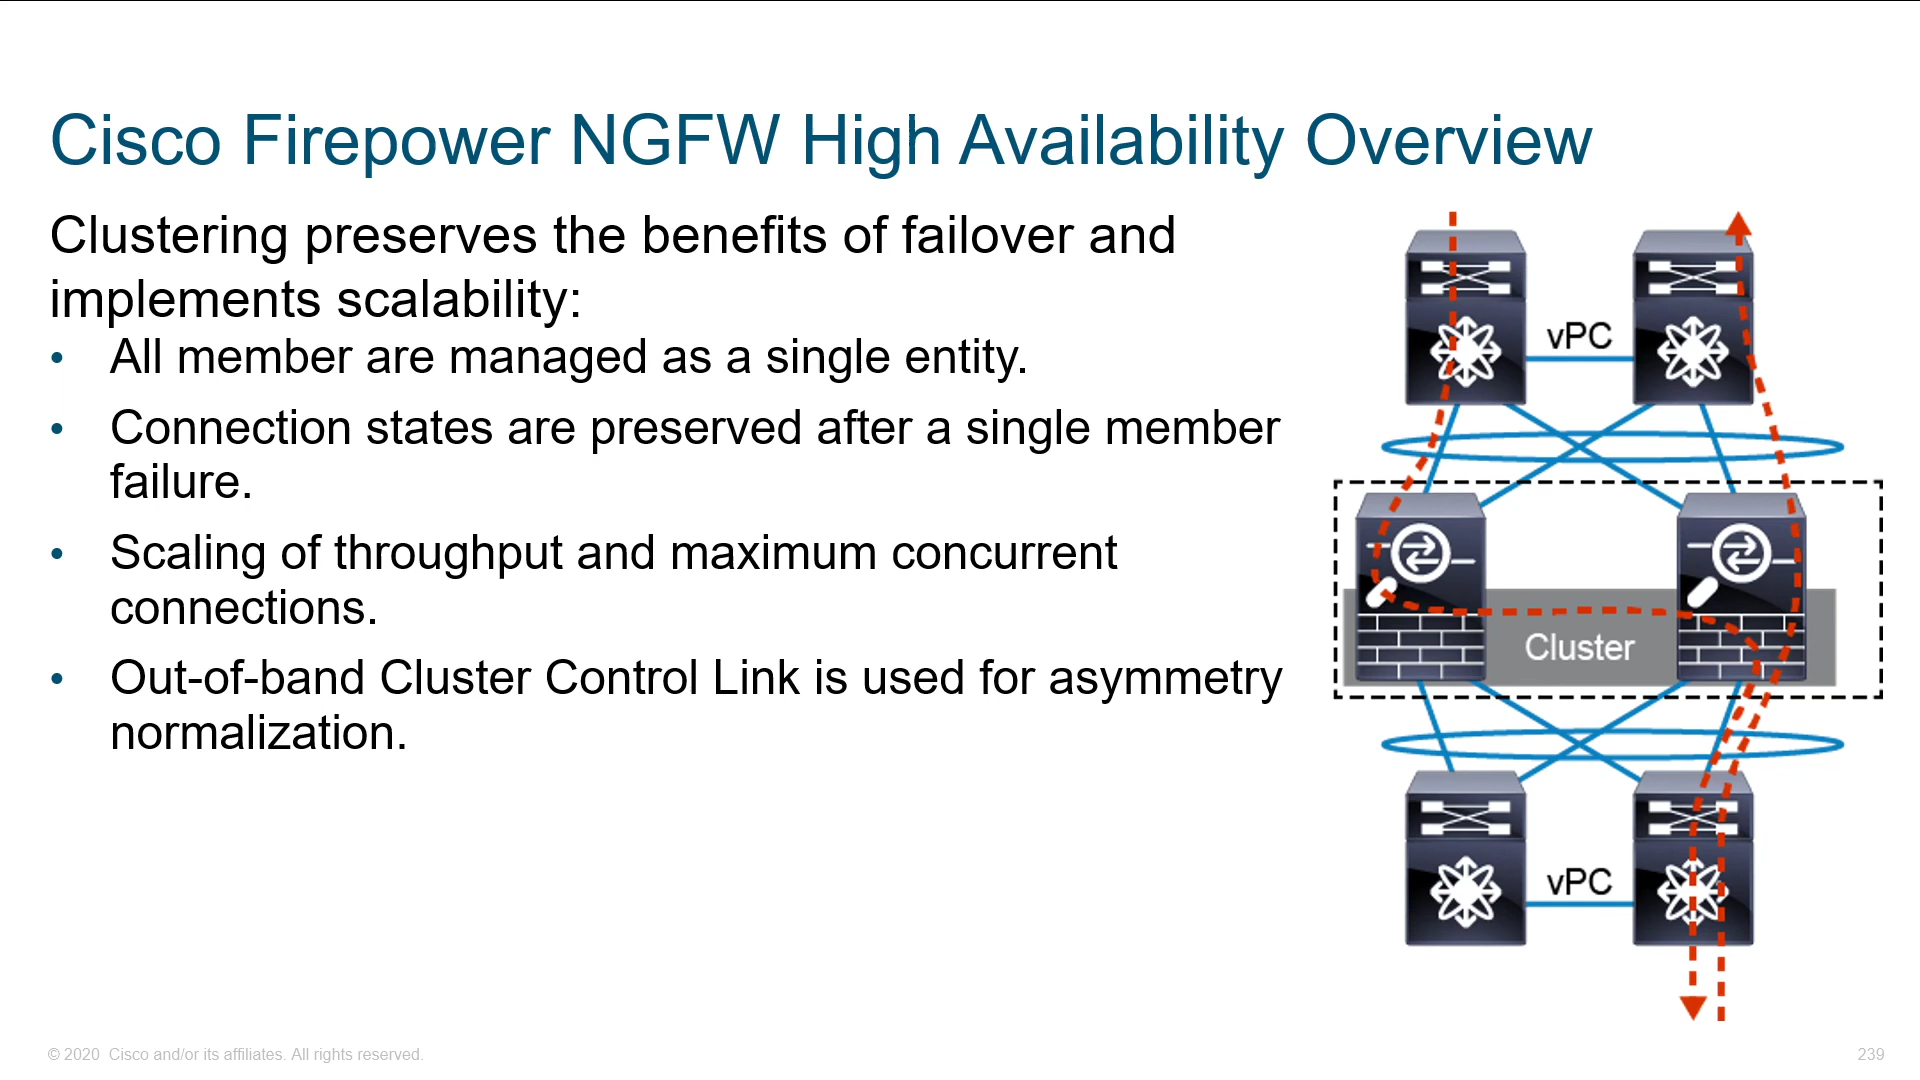 Cisco Firepower NGFW High Availability Overview
Clustering preserves the benefits of failover and
implements scalability:
• All member are managed as a single entity.
• Connection states are preserved after a single member
failure.
• Scaling of throughput and maximum concurrent
connections.
• Out-of-band Cluster Control Link is used for asymmetry
normalization.
vPC
Cluster
vPC
© 2020 Cisco and/or its affiliates. All rights reserved.
239